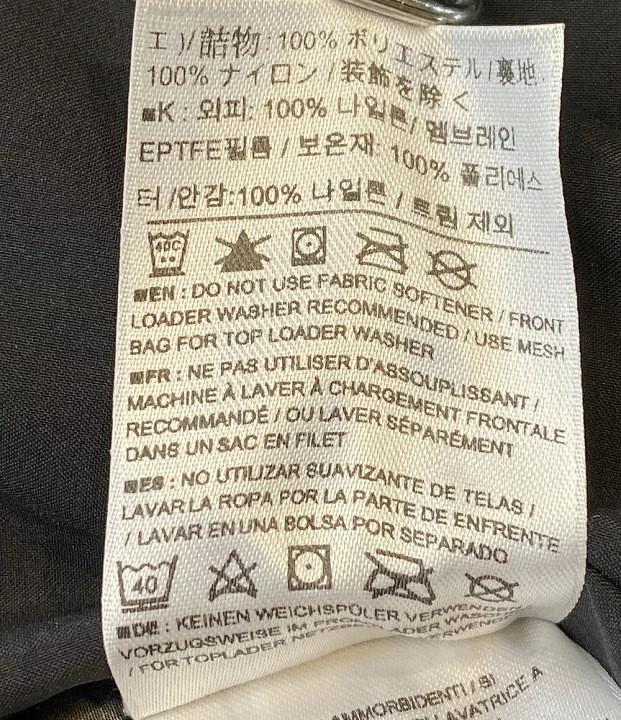 エ )/ 詰物: 100% ポリエステル / 裏地
100% ナイロン / 装飾を除く
■K : 외피: 100% 나일론/ 멤브레인
EPTFE필름 / 보온재: 100% 폴리에스
터 /안감:100% 나일론 / 트림 제외
40C
■EN : DO NOT USE FABRIC SOFTENER / FRONT
LOADER WASHER RECOMMENDED / USE MESH
BAG FOR TOP LOADER WASHER
■FR : NE PAS UTILISER D'ASSOUPLISSANT /
MACHINE À LAVER À CHARGEMENT FRONTALE
RECOMMANDÉ / OU LAVER SÉPARÉMENT
DANS UN SAC EN FILET
■ES : NO UTILIZAR SUAVIZANTE DE TELAS /
LAVAR LA ROPA POR LA PARTE DE ENFRENTE
/ LAVAR EN UNA BOLSA POR SEPARADO
40
■DE : KEINEN WEICHSPÜLER VERWENDEN
VORZUGSWEISE IM
/ FOR TOPLADER
AMMORBIDENTI / SI
LAVATRICE A